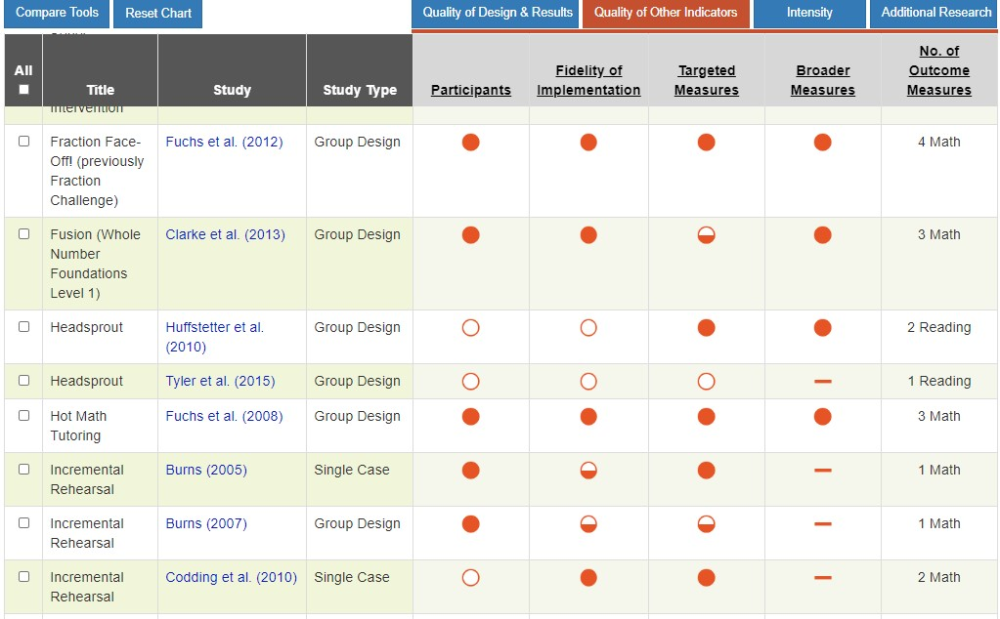 Compare Tools
Reset Chart
Quality of Design & Results
Quality of Other Indicators
Intensity
Additional Research
All
Title
Study
Study Type
Participants
Fidelity of
Implementation
Targeted
Measures
Broader
Measures
No. of
Outcome
Measures
Intervention
Fraction Face-
Off! (previously
Fraction
Challenge)
Fuchs et al. (2012)
Group Design
4 Math
Fusion (Whole
Number
Foundations
Level 1)
Clarke et al. (2013)
Group Design
3 Math
Headsprout
Huffstetter et al.
(2010)
Group Design
2 Reading
Headsprout
Tyler et al. (2015)
Group Design
1 Reading
Hot Math
Tutoring
Fuchs et al. (2008)
Group Design
3 Math
Incremental
Rehearsal
Burns (2005)
Single Case
1 Math
Incremental
Rehearsal
Burns (2007)
Group Design
1 Math
Incremental
Rehearsal
Codding et al. (2010)
Single Case
2 Math